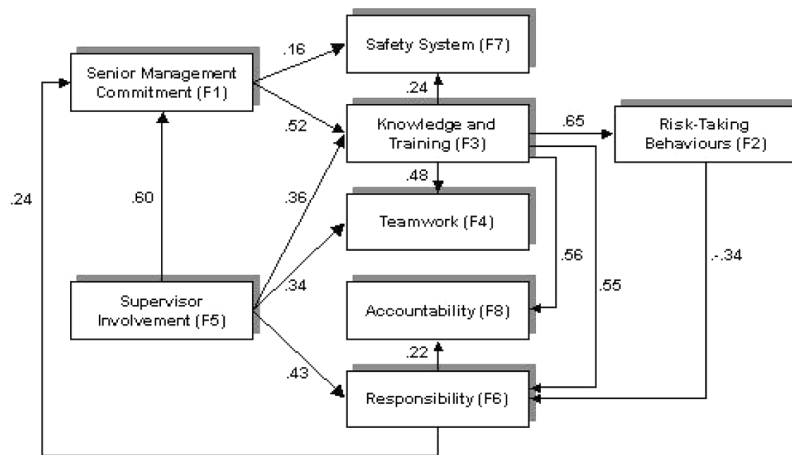 Safety System (F7)
.16
Senior Management
Commitment (F1)
.24
.52
Knowledge and
Training (F3)
.65
Risk-Taking
Behaviours (F2)
.48
.36
.24
.60
Teamwork (F4)
.-.34
.56
.34
.55
Supervisor
Involvement (F5)
Accountability (F8)
.22
.43
Responsibility (F6)